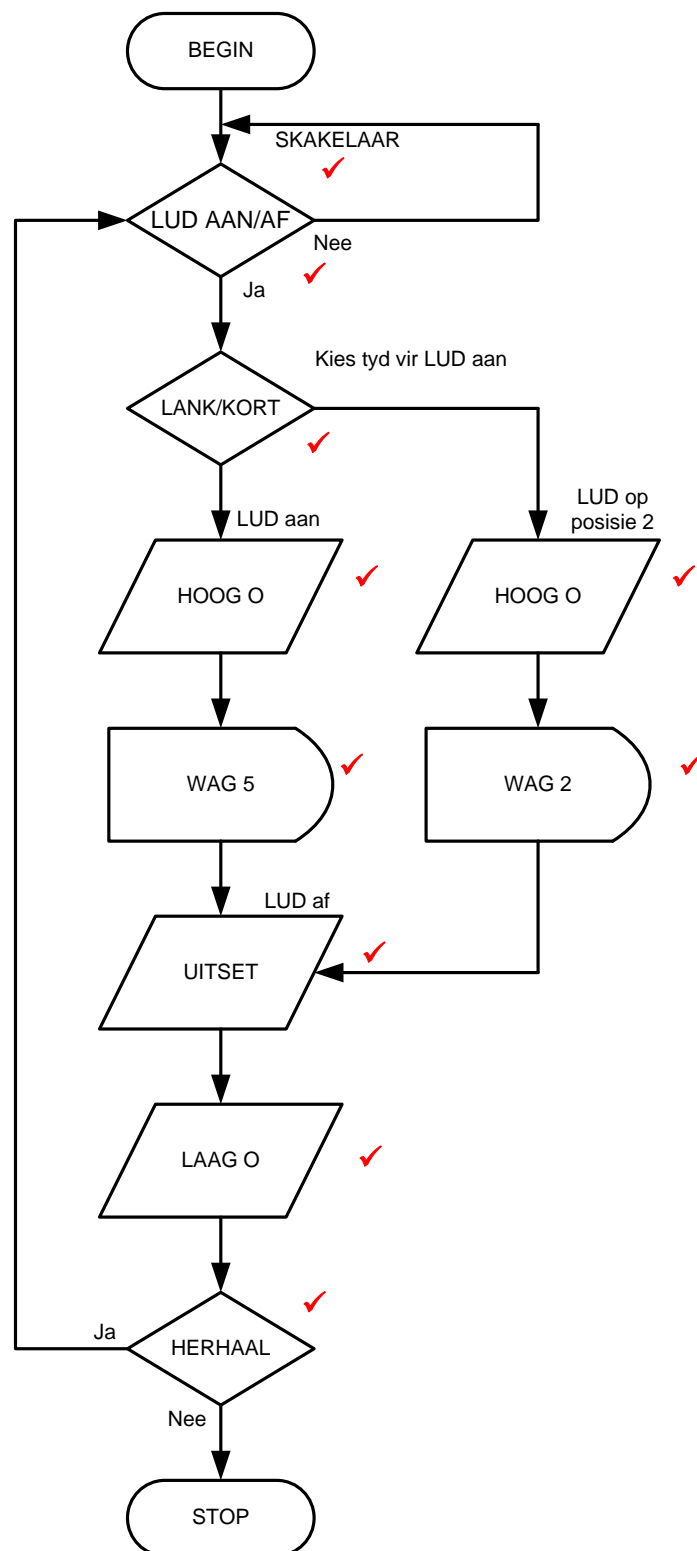 BEGIN
SKAKELAAR
LUD AAN/AF
Nee
Ja
Kies tyd vir LUD aan
LANK/KORT
LUD aan
LUD op
posisie 2
HOOG O
HOOG O
WAG 5
WAG 2
LUD af
UITSET
LAAG O
Ja
HERHAAL
Nee
STOP